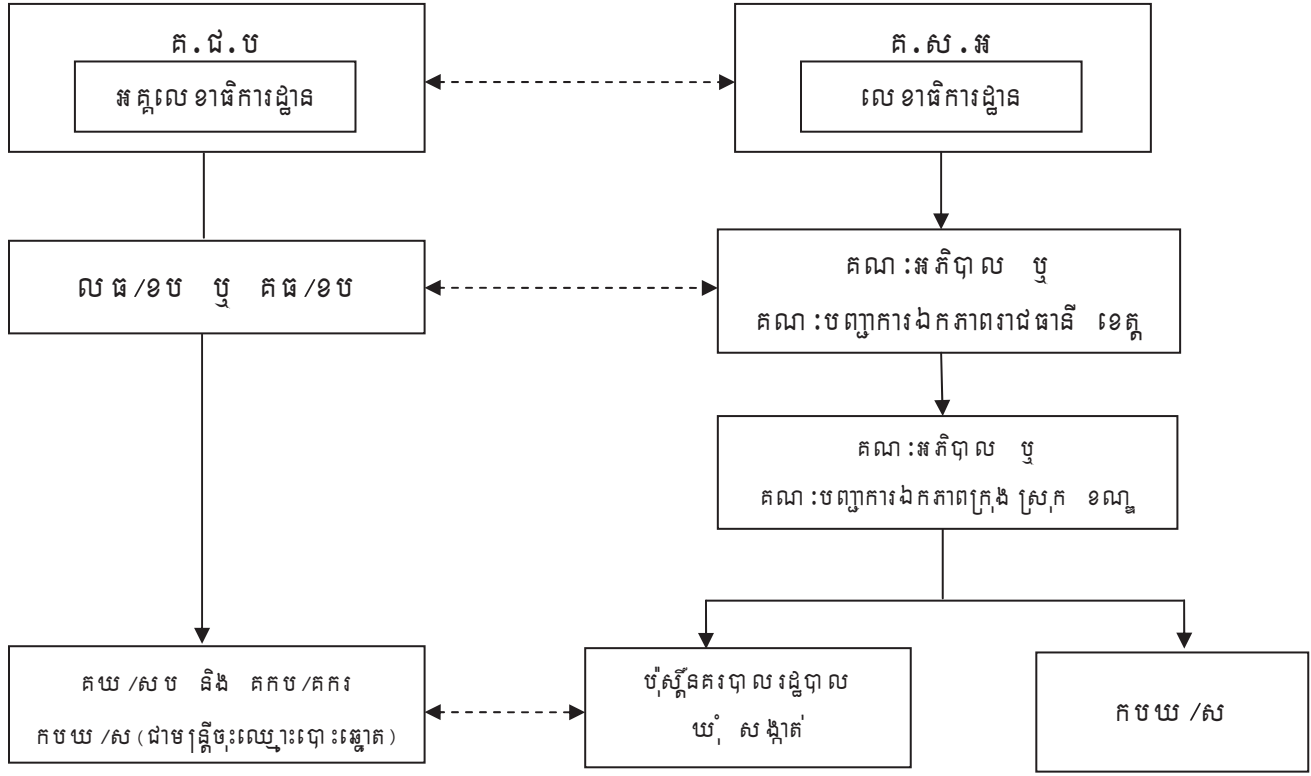 គ.ជ.ប
អគ្គលេខាធិការដ្ឋាន
គ.ស.អ
លេខាធិការដ្ឋាន
លធ/ខប ឬ គធ/ខប
គណៈអភិបាល ឬ
គណៈបញ្ជាការឯកភាពរាជធានី ខេត្ត
គណៈអភិបាល ឬ
គណៈបញ្ជាការឯកភាពក្រុង ស្រុក ខណ្ឌ
គឃ/សប និង គកប/គករ
កបឃ/ស(ជាមន្ត្រីចុះឈ្មោះបោះឆ្នោត)
ប៉ុស្តិ៍នគរបាលរដ្ឋបាល
ឃុំ សង្កាត់
កបឃ/ស